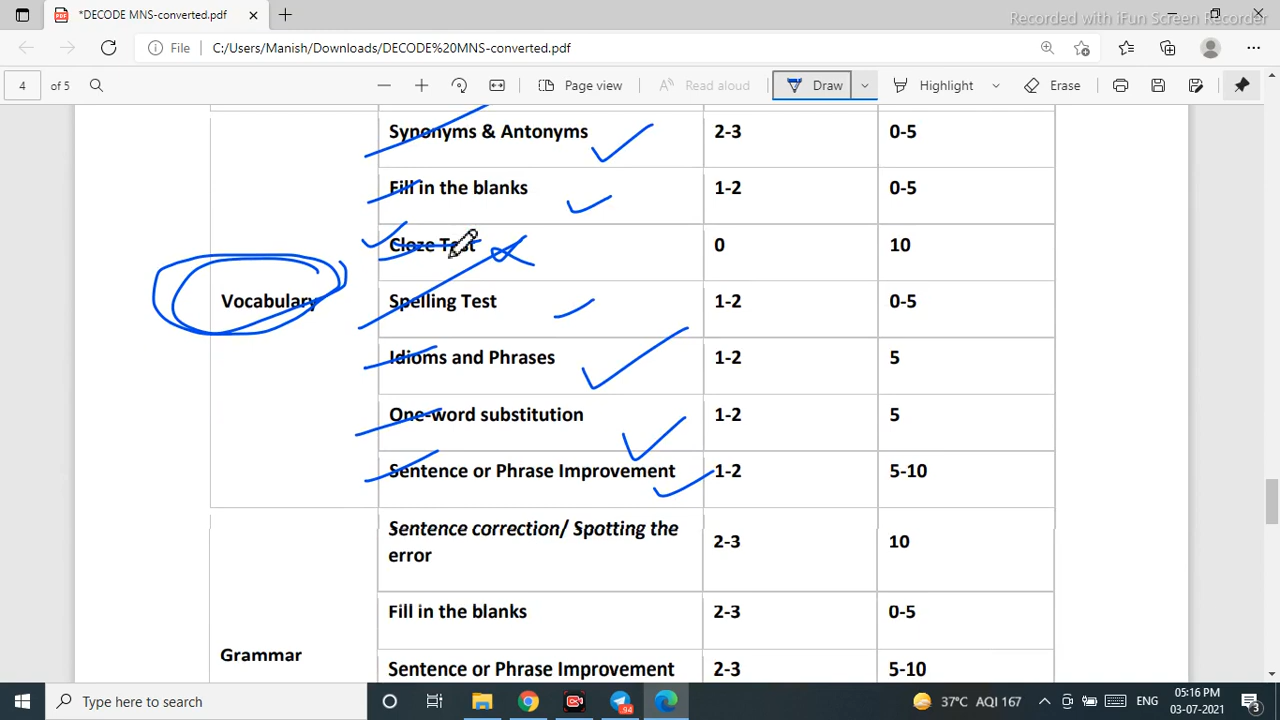 *DECODE MNS-converted.pdf
Recorded with iFun Screen Recorder
File C:/Users/Manish/Downloads/DECODE%20MNS-converted.pdf
4 of 5 Page view Read aloud Draw Highlight Erase
Synonyms & Antonyms 2-3 0-5
Fill in the blanks 1-2 0-5
Cloze Test 0 10
Vocabulary Spelling Test 1-2 0-5
Idioms and Phrases 1-2 5
One-word substitution 1-2 5
Sentence or Phrase Improvement 1-2 5-10
Sentence correction/ Spotting the
error 2-3 10
Fill in the blanks 2-3 0-5
Grammar
Sentence or Phrase Improvement 2-3 5-10
Type here to search 94 37°C AQI 167 ENG 05:16 PM
03-07-2021 3